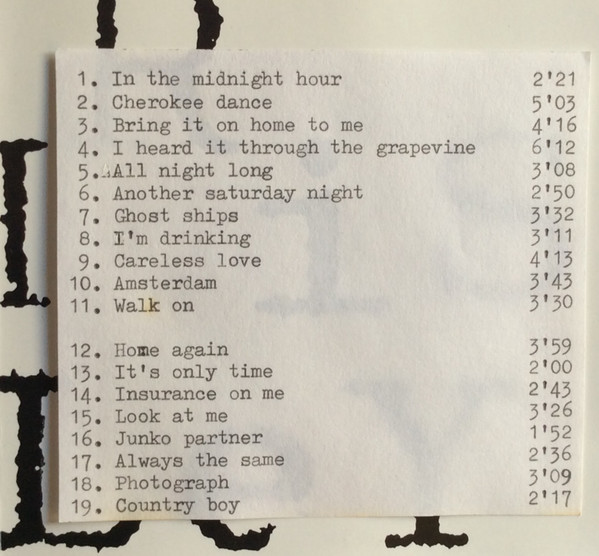 1. In the midnight hour 2'21
2. Cherokee dance 5'03
3. Bring it on home to me 4'16
4. I heard it through the grapevine 6'12
5. All night long 3'08
6. Another saturday night 2'50
7. Ghost ships 3'32
8. I'm drinking 3'11
9. Careless love 4'13
10. Amsterdam 3'43
11. Walk on 3'30
12. Home again 3'59
13. It's only time 2'00
14. Insurance on me 2'43
15. Look at me 3'26
16. Junko partner 1'52
17. Always the same 2'36
18. Photograph 3'09
19. Country boy 2'17